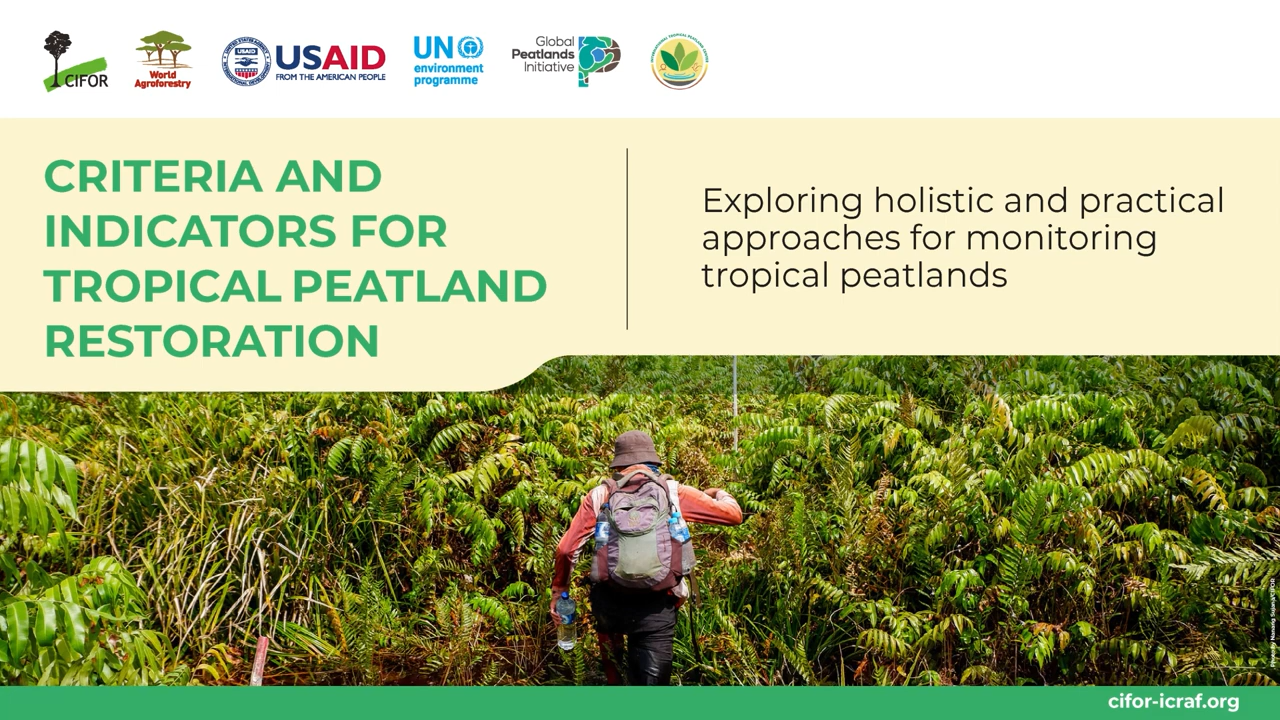 CIFOR
World
Agroforestry
USAID
FROM THE AMERICAN PEOPLE
UN
environment
programme
Global
Peatlands
Initiative
CRITERIA AND
INDICATORS FOR
TROPICAL PEATLAND
RESTORATION
Exploring holistic and practical
approaches for monitoring
tropical peatlands
cifor-icraf.org